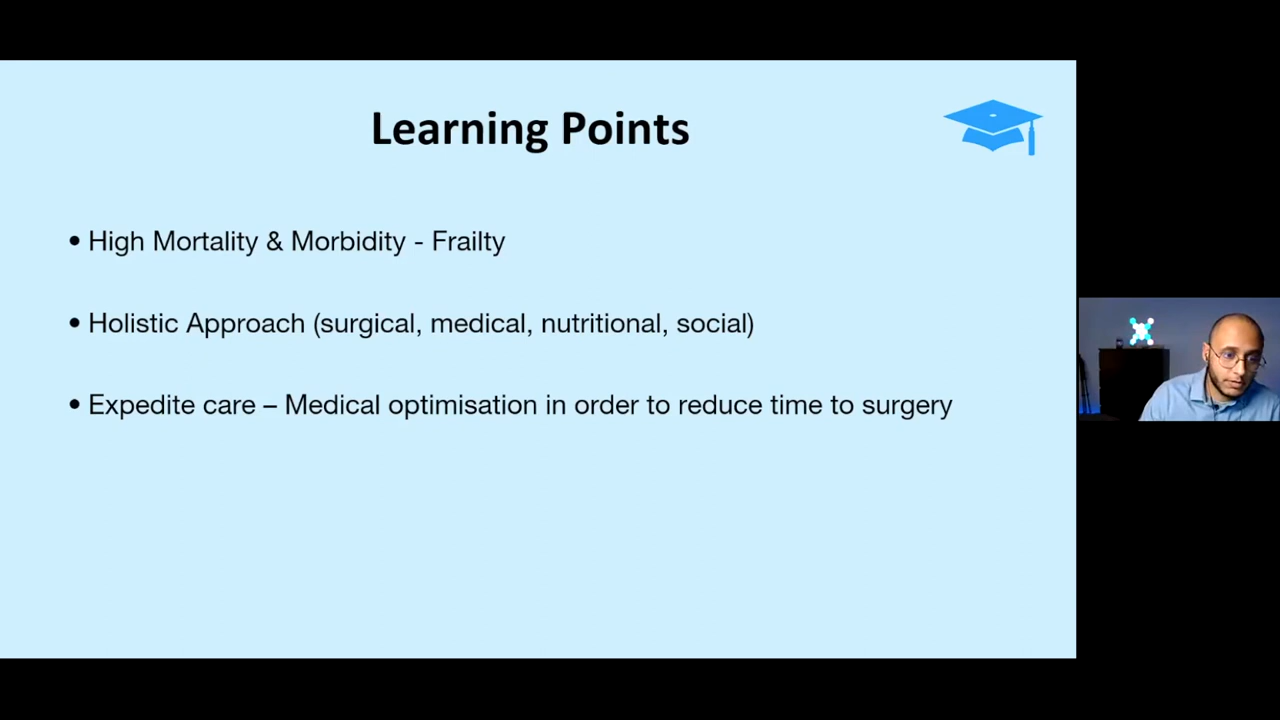 Learning Points
• High Mortality & Morbidity - Frailty
• Holistic Approach (surgical, medical, nutritional, social)
• Expedite care – Medical optimisation in order to reduce time to surgery